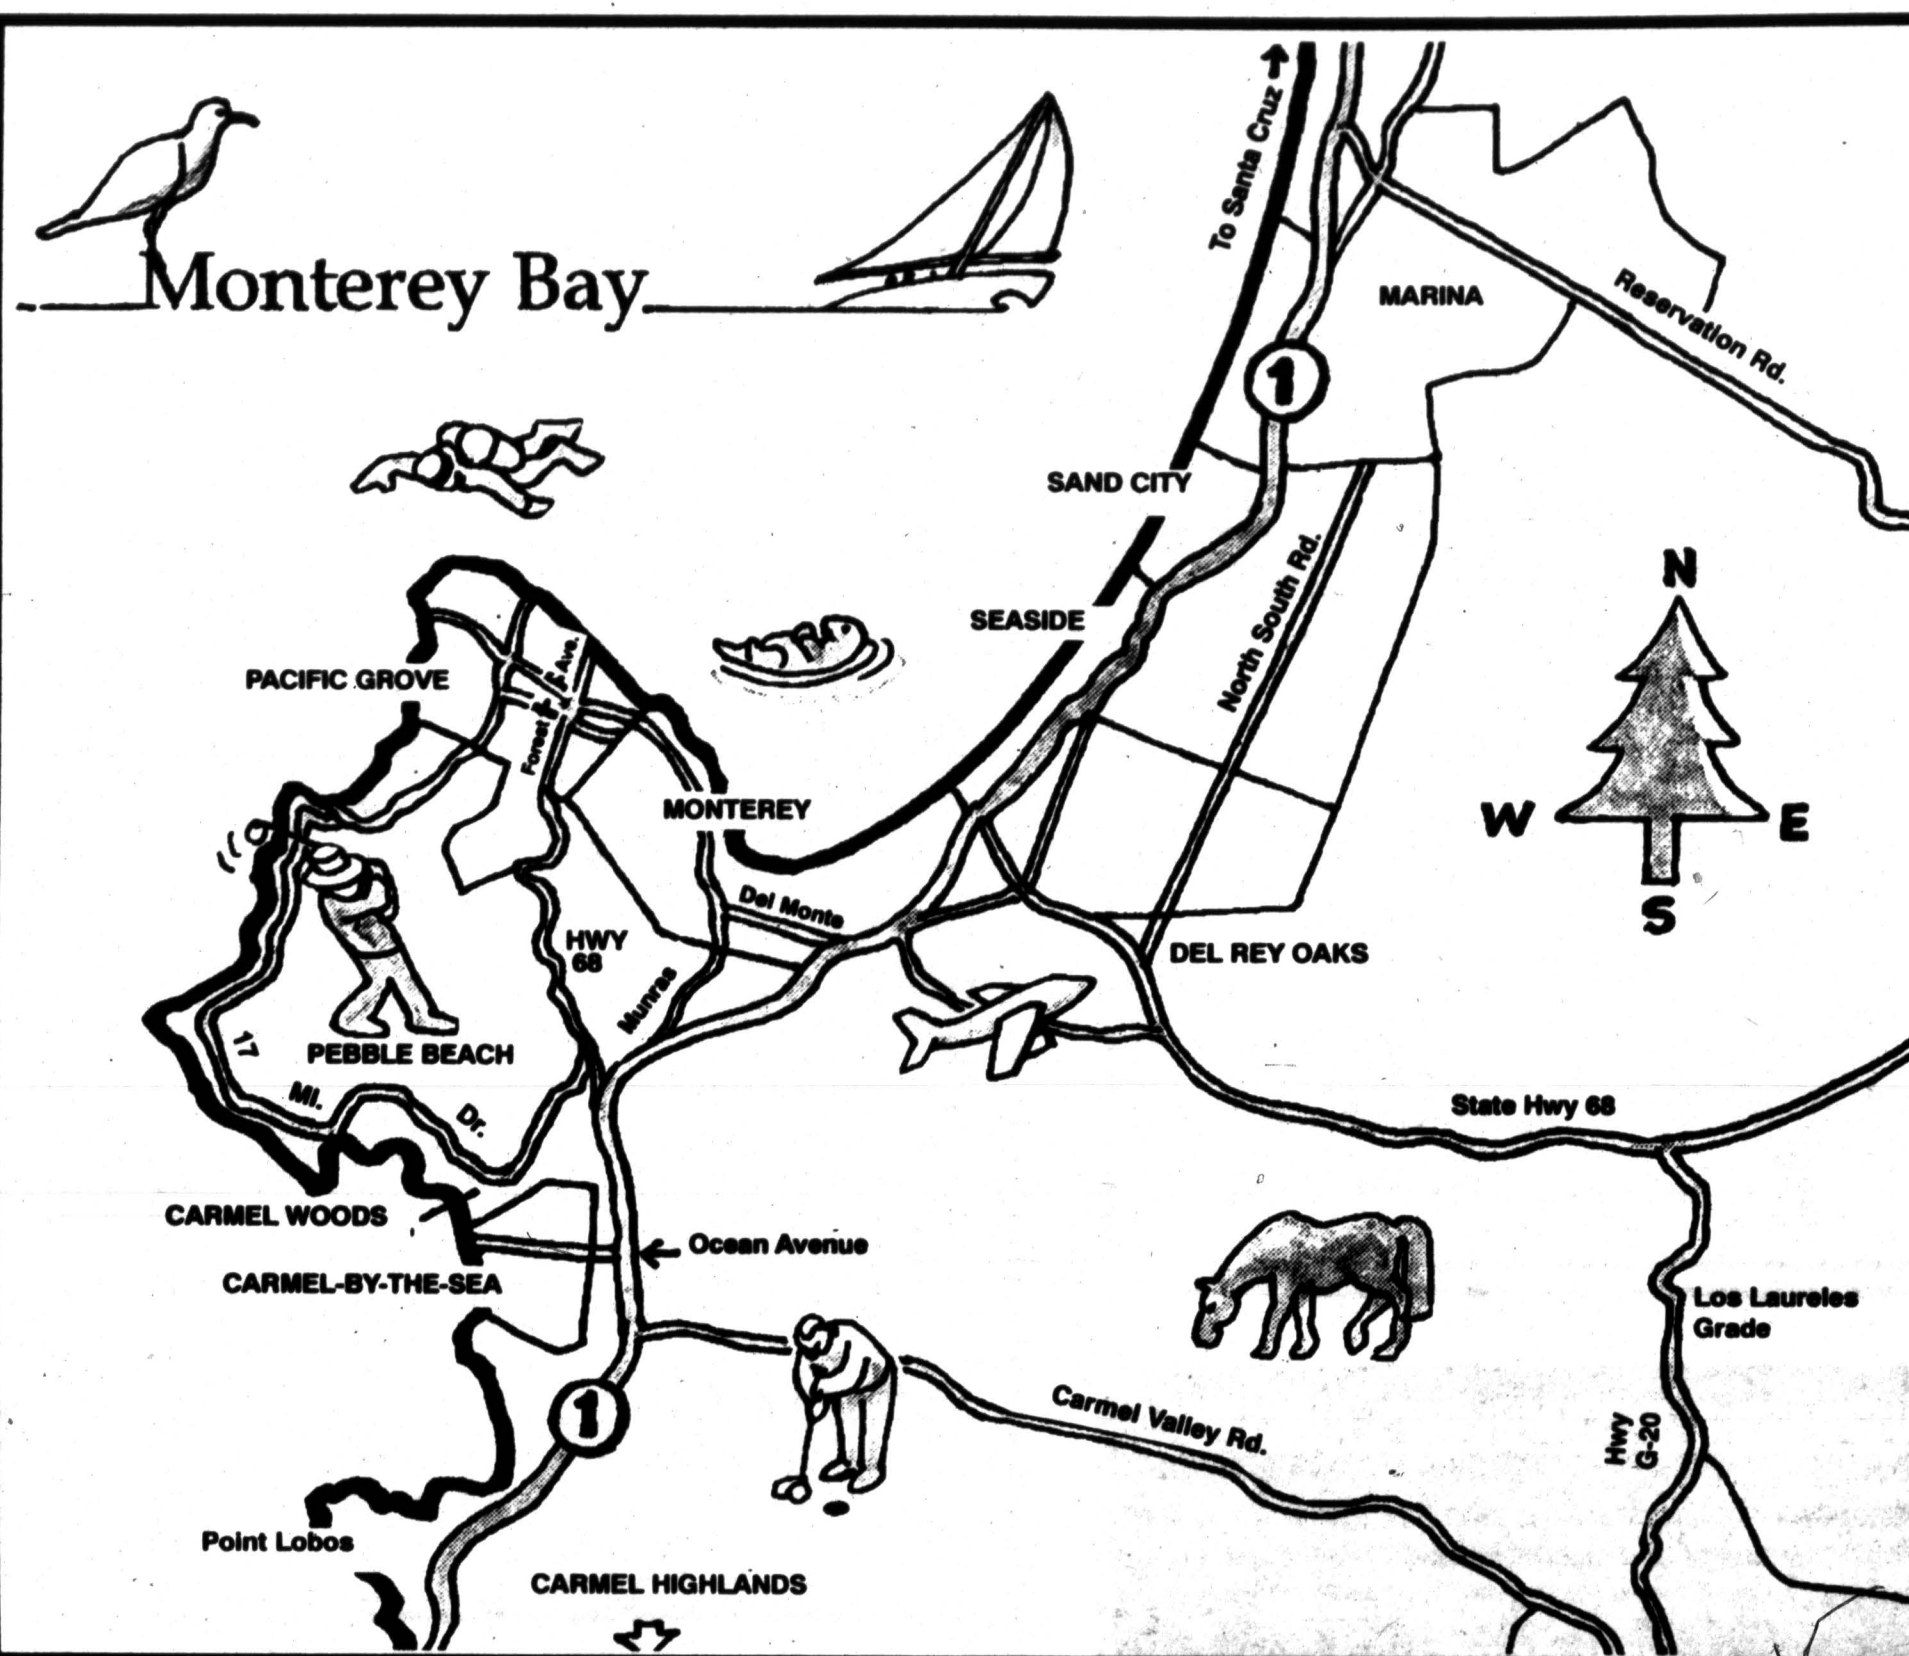 To Santa Cruz
Monterey Bay
MARINA
Reservation Rd.
1
SAND CITY
North South Rd.
N
SEASIDE
PACIFIC GROVE
Forest Ave.
W
E
S
MONTEREY
Del Monte
HWY
68
DEL REY OAKS
Munras
17
Mi.
Dr.
PEBBLE BEACH
State Hwy 68
CARMEL WOODS
Ocean Avenue
CARMEL-BY-THE-SEA
Los Laureles
Grade
1
Carmel Valley Rd.
Hwy
G-20
Point Lobos
CARMEL HIGHLANDS